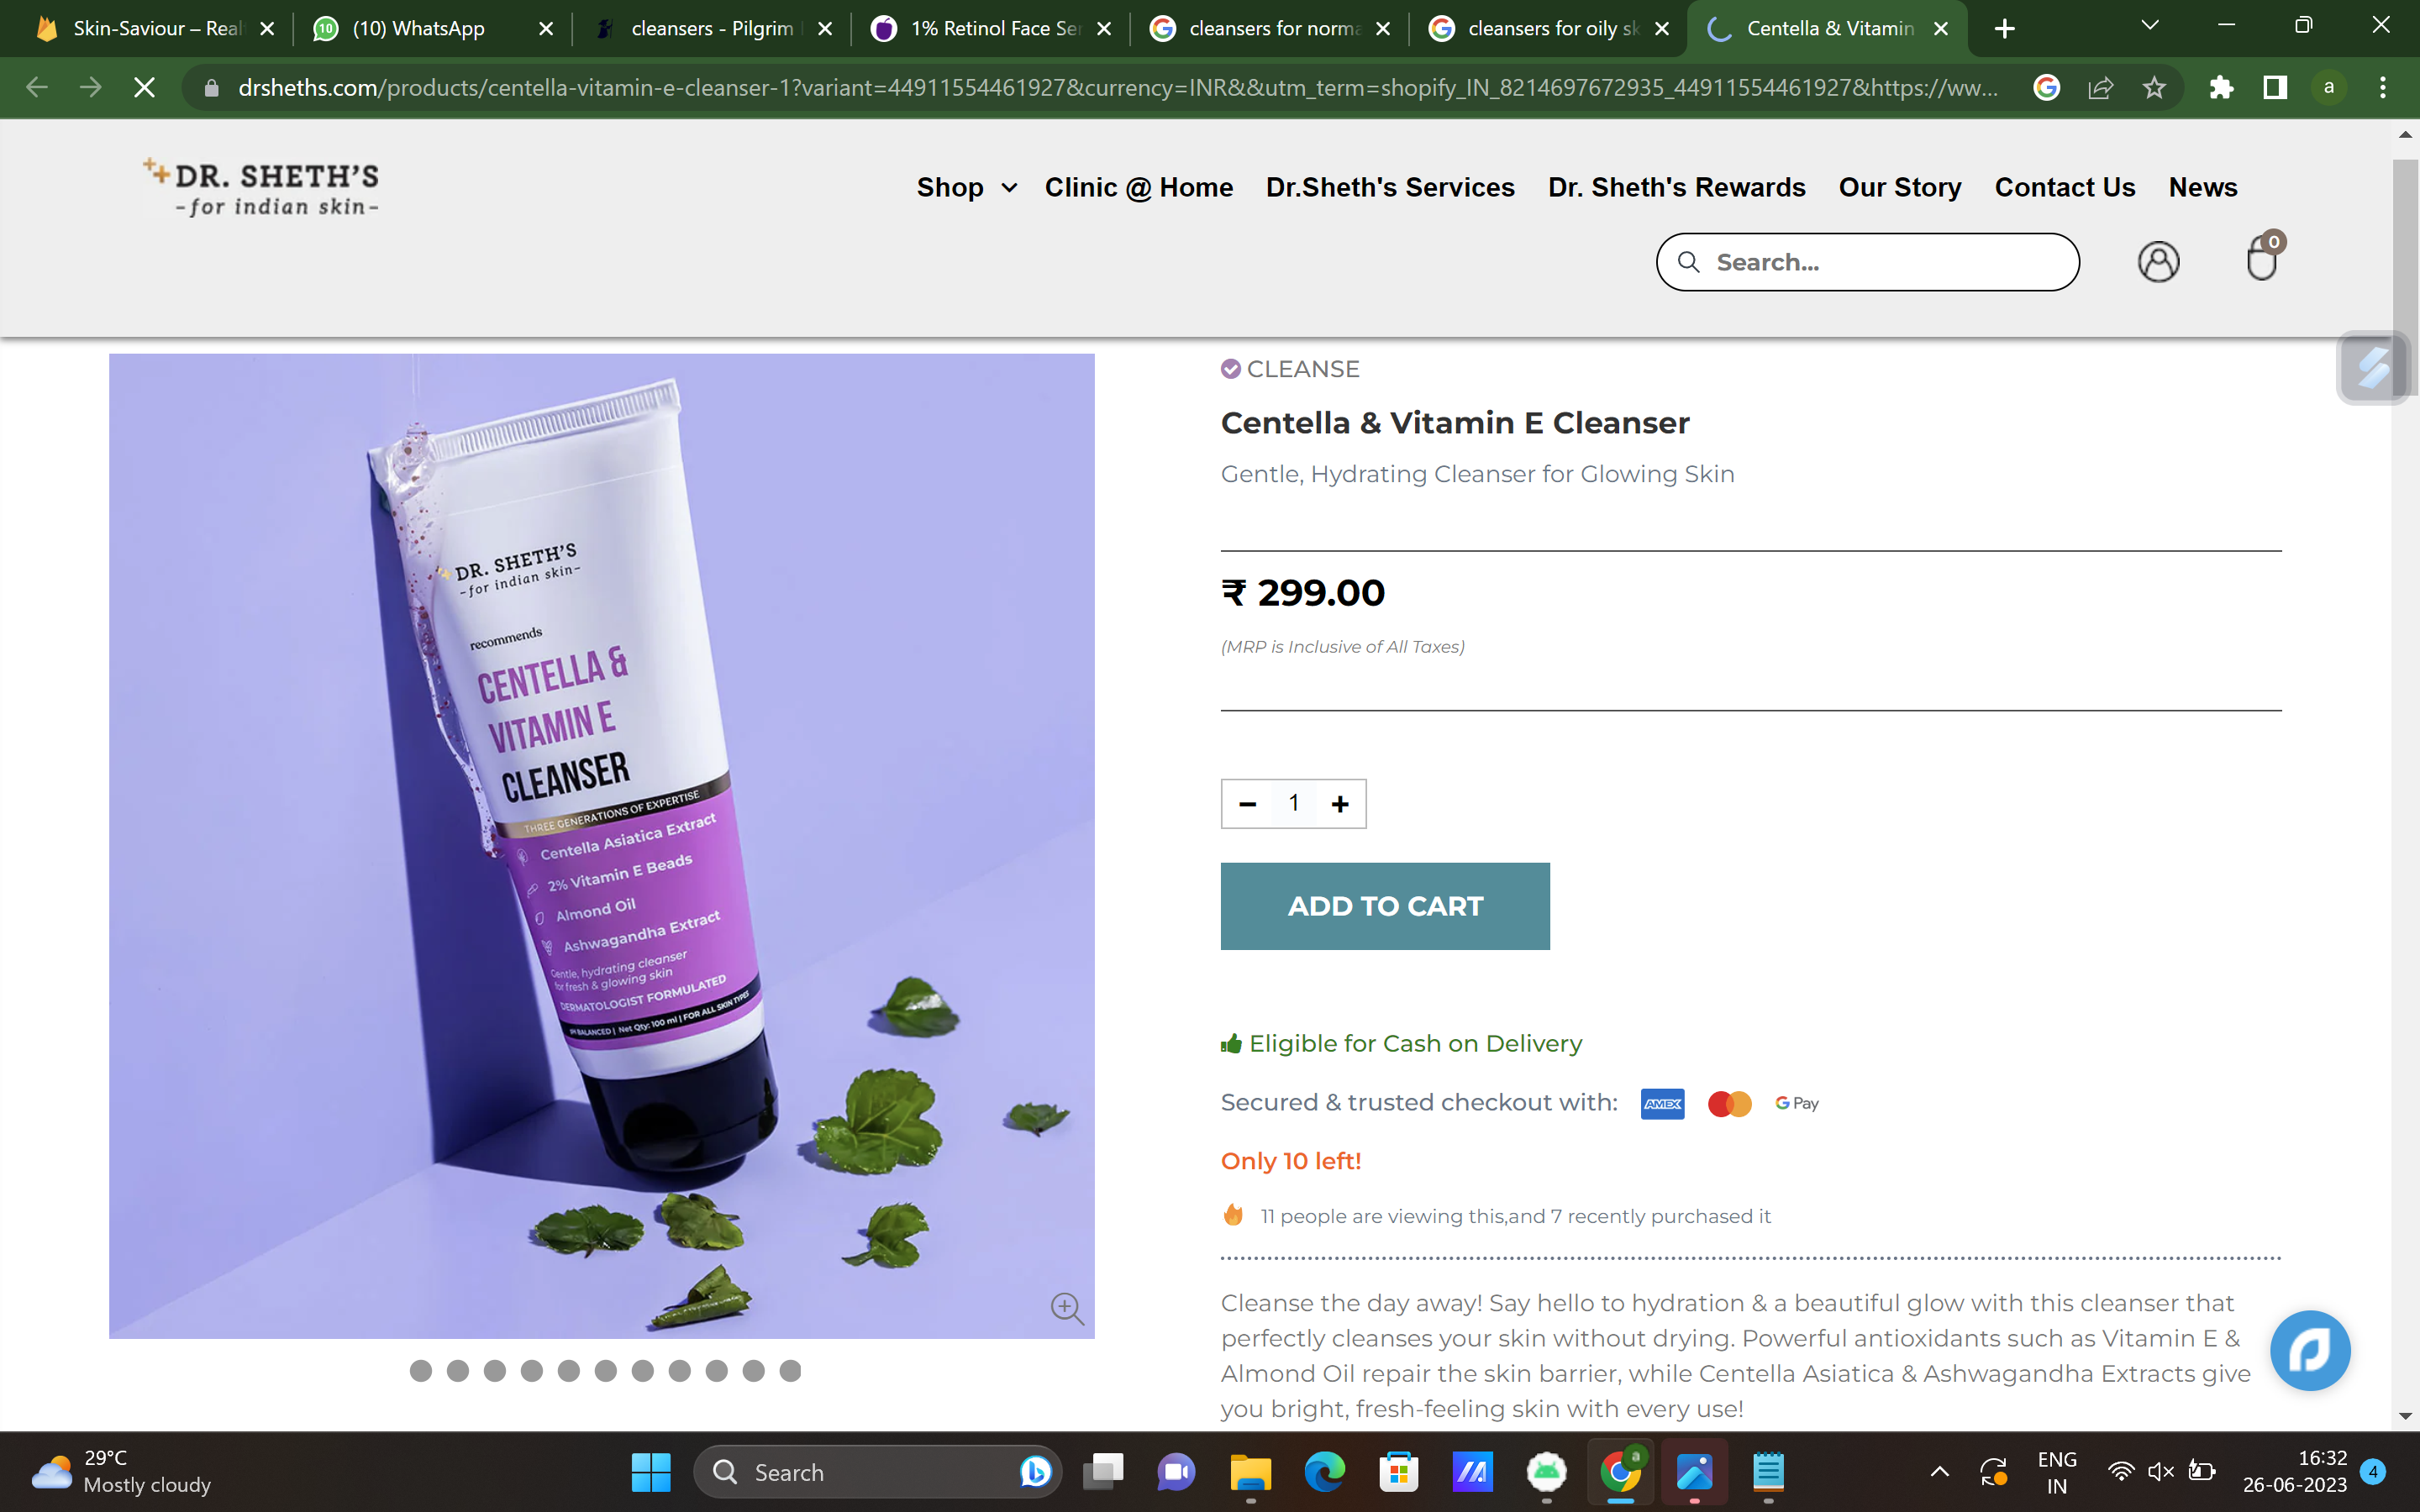 Skin-Saviour – Real
(10) WhatsApp
cleansers - Pilgrim
1% Retinol Face Ser
cleansers for norma
cleansers for oily sk
Centella & Vitamin
drsheths.com/products/centella-vitamin-e-cleanser-1?variant=44911554461927&currency=INR&&utm_term=shopify_IN_8214697672935_44911554461927&https://ww...
a
DR. SHETH'S
-for indian skin-
Shop
Clinic @ Home
Dr.Sheth's Services
Dr. Sheth's Rewards
Our Story
Contact Us
News
Search...
0
DR. SHETH'S
-for indian skin-
recommends
CENTELLA &
VITAMIN E
CLEANSER
THREE GENERATIONS OF EXPERTISE
Centella Asiatica Extract
2% Vitamin E Beads
Almond Oil
Ashwagandha Extract
Gentle, hydrating cleanser
for fresh & glowing skin
DERMATOLOGIST FORMULATED
pH BALANCED | Net Qty: 100 ml | FOR ALL SKIN TYPES
CLEANSE
Centella & Vitamin E Cleanser
Gentle, Hydrating Cleanser for Glowing Skin
₹ 299.00
(MRP is Inclusive of All Taxes)
− 1 +
ADD TO CART
Eligible for Cash on Delivery
Secured & trusted checkout with: AMEX G Pay
Only 10 left!
11 people are viewing this,and 7 recently purchased it
Cleanse the day away! Say hello to hydration & a beautiful glow with this cleanser that
perfectly cleanses your skin without drying. Powerful antioxidants such as Vitamin E &
Almond Oil repair the skin barrier, while Centella Asiatica & Ashwagandha Extracts give
you bright, fresh-feeling skin with every use!
29°C
Mostly cloudy
Search
a
ENG
IN
16:32
26-06-2023
4